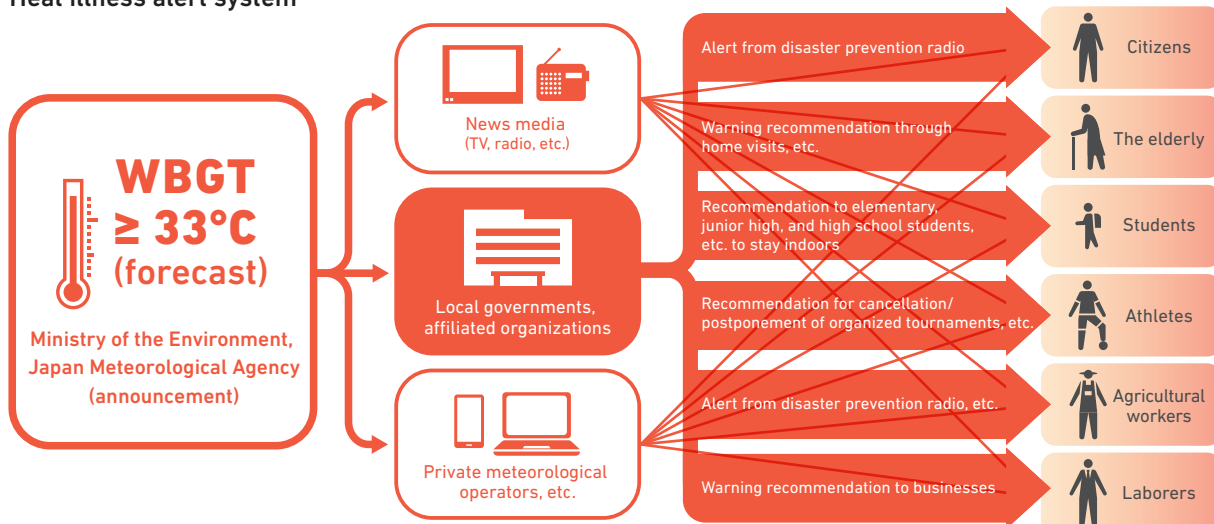 Heat illness alert system
WBGT
≥ 33°C
(forecast)
Ministry of the Environment,
Japan Meteorological Agency
(announcement)
News media
(TV, radio, etc.)
Local governments,
affiliated organizations
Private meteorological
operators, etc.
Alert from disaster prevention radio
Warning recommendation through
home visits, etc.
Recommendation to elementary,
junior high, and high school students,
etc. to stay indoors
Recommendation for cancellation/
postponement of organized tournaments, etc.
Alert from disaster prevention radio, etc.
Warning recommendation to businesses
Citizens
The elderly
Students
Athletes
Agricultural
workers
Laborers